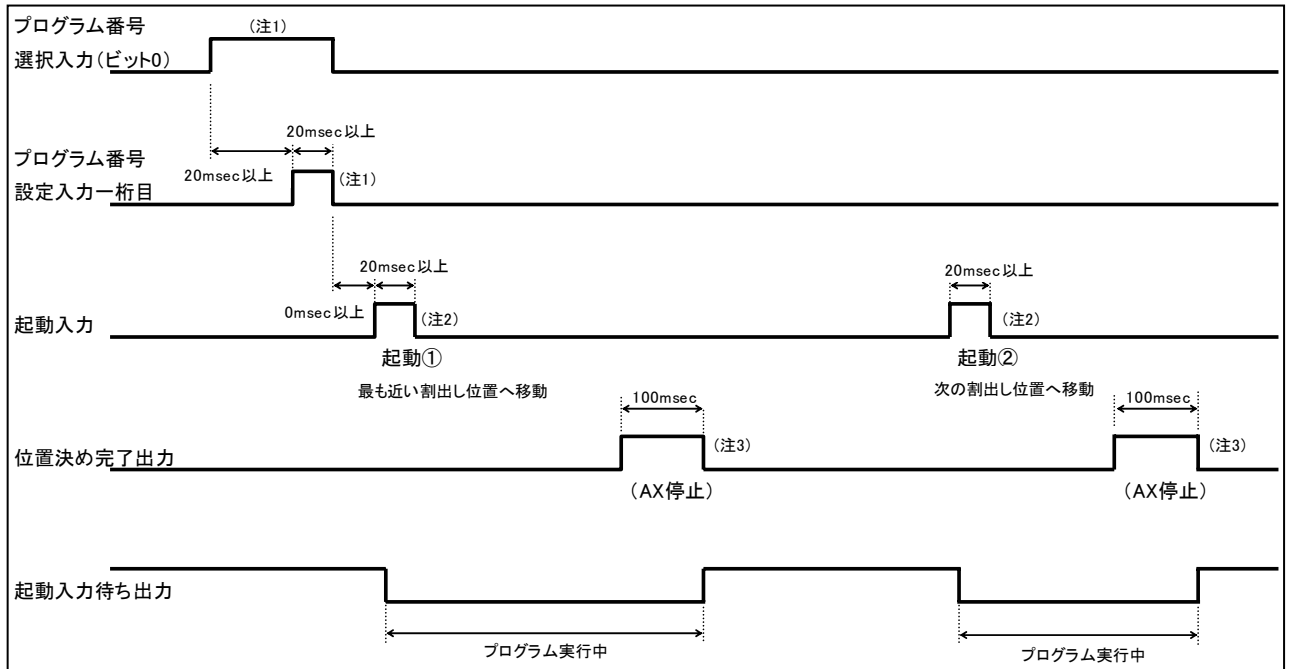 プログラム番号
選択入力(ビット0)
(注1)
20msec以上
20msec以上
プログラム番号
設定入力一桁目
(注1)
20msec以上
0msec以上
起動入力
(注2)
起動①
最も近い割出し位置へ移動
20msec以上
(注2)
起動②
次の割出し位置へ移動
100msec
100msec
位置決め完了出力
(注3)
(注3)
(AX停止)
(AX停止)
起動入力待ち出力
プログラム実行中
プログラム実行中